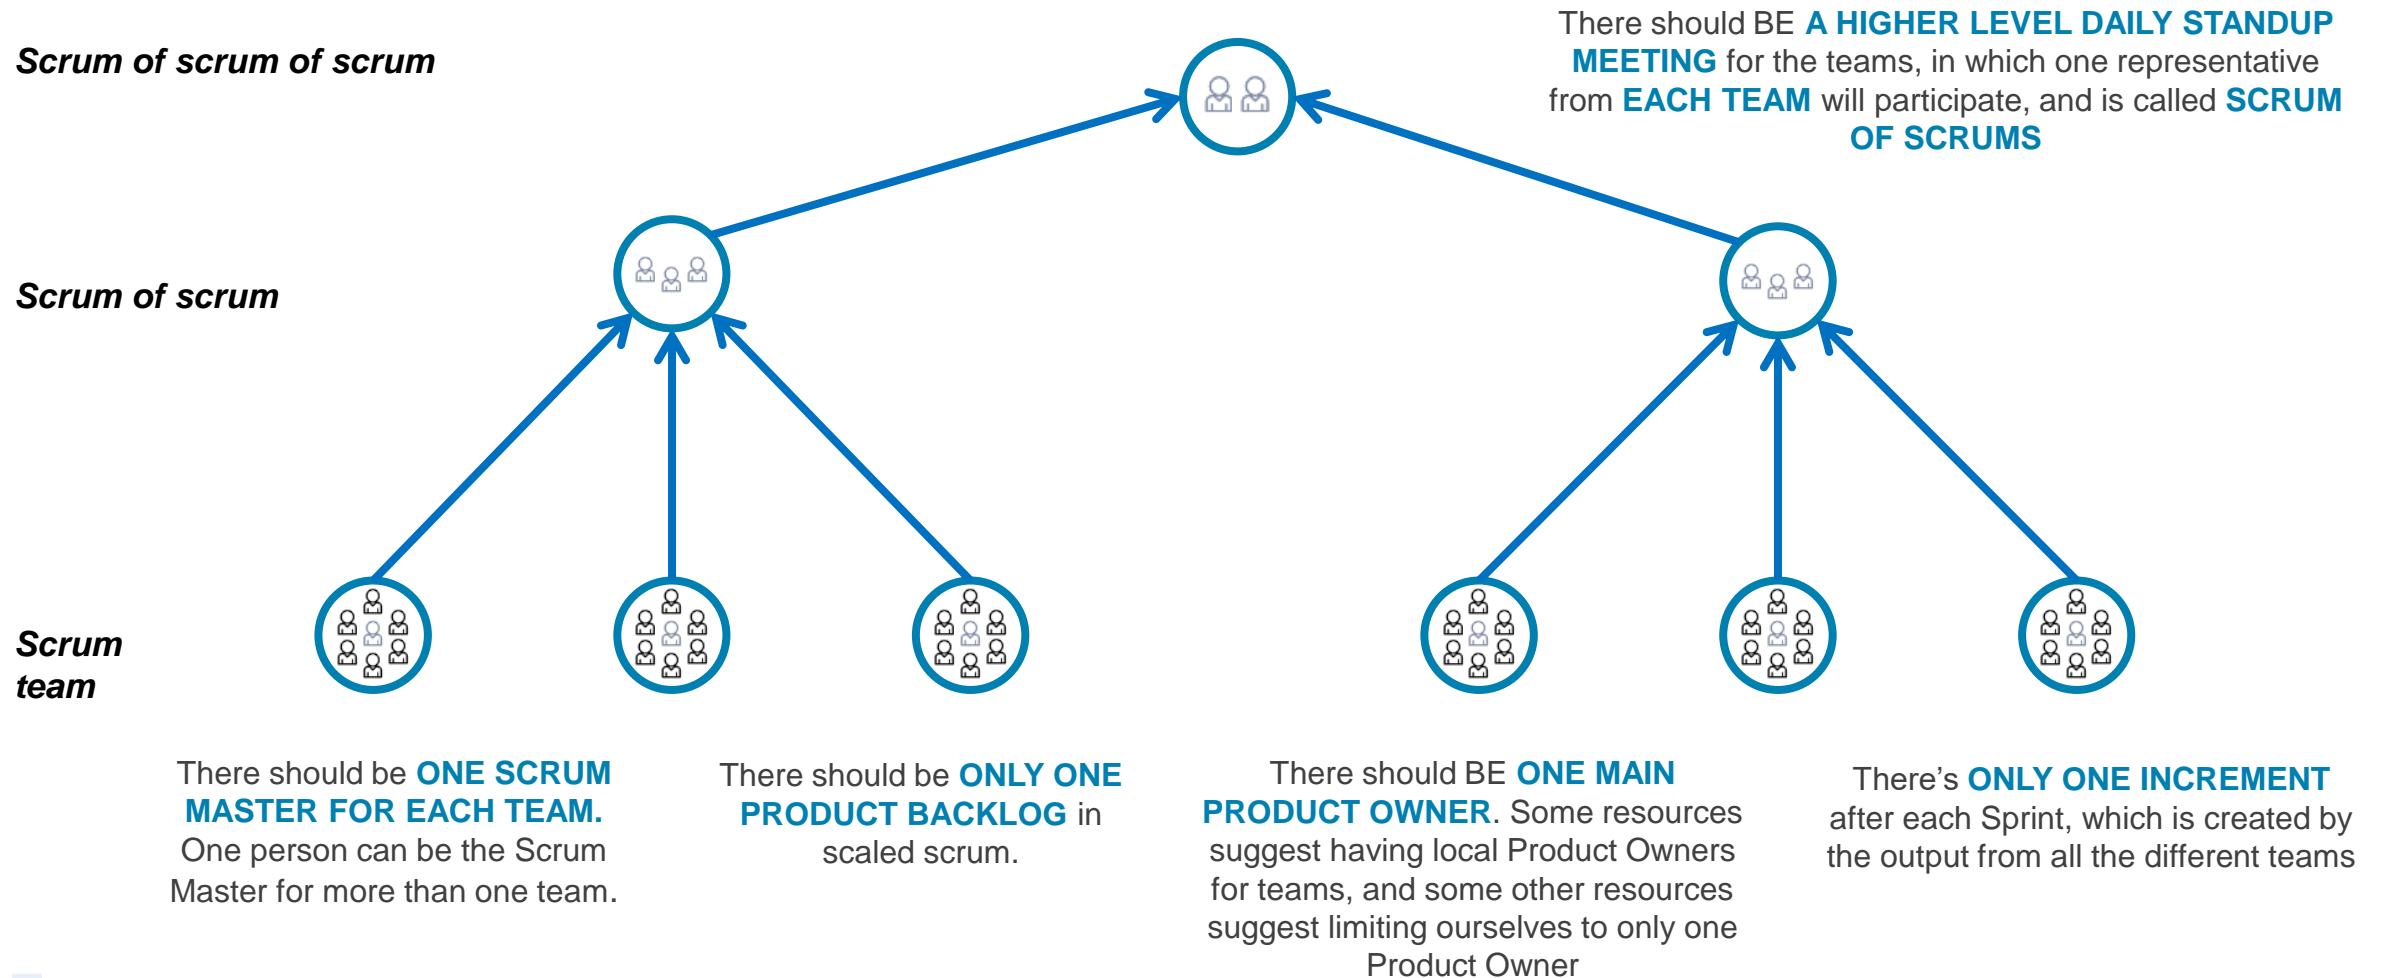 Scrum of scrum of scrum
There should BE A HIGHER LEVEL DAILY STANDUP
MEETING for the teams, in which one representative
from EACH TEAM will participate, and is called SCRUM
OF SCRUMS
Scrum of scrum
Scrum
team
There should be ONE SCRUM
MASTER FOR EACH TEAM.
One person can be the Scrum
Master for more than one team.
There should be ONLY ONE
PRODUCT BACKLOG in
scaled scrum.
There should BE ONE MAIN
PRODUCT OWNER. Some resources
suggest having local Product Owners
for teams, and some other resources
suggest limiting ourselves to only one
Product Owner
There’s ONLY ONE INCREMENT
after each Sprint, which is created by
the output from all the different teams